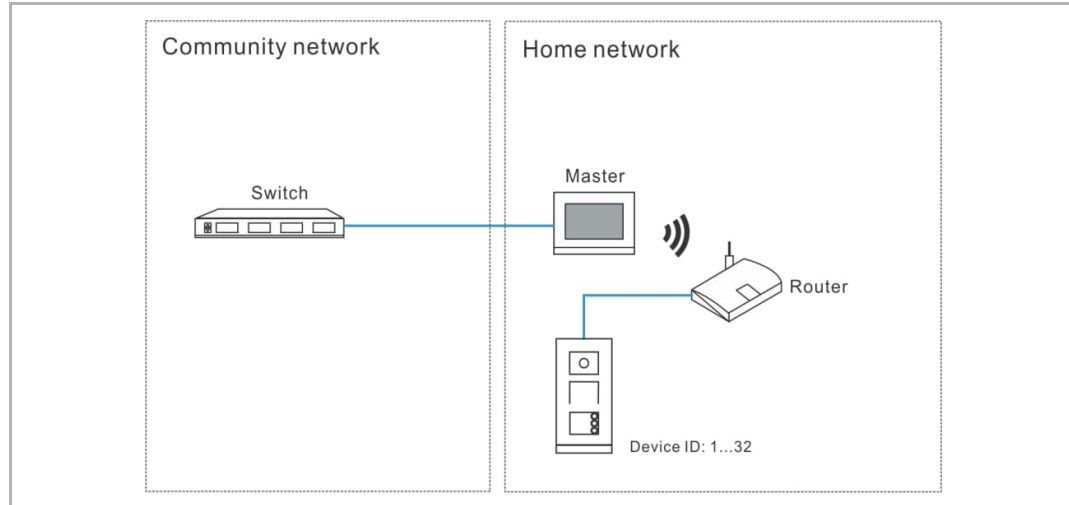 Community network
Home network
Master
Switch
Router
Device ID: 1...32